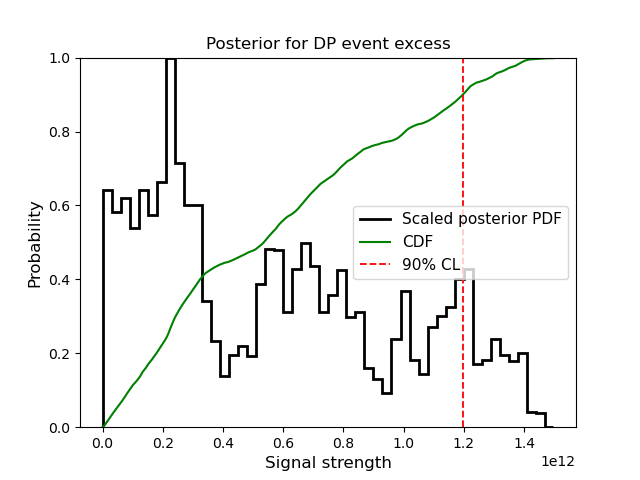 Posterior for DP event excess
1.0
0.8
0.6
0.4
0.2
0.0
Probability
Scaled posterior PDF
CDF
90% CL
0.0 0.2 0.4 0.6 0.8 1.0 1.2 1.4
1e12
Signal strength